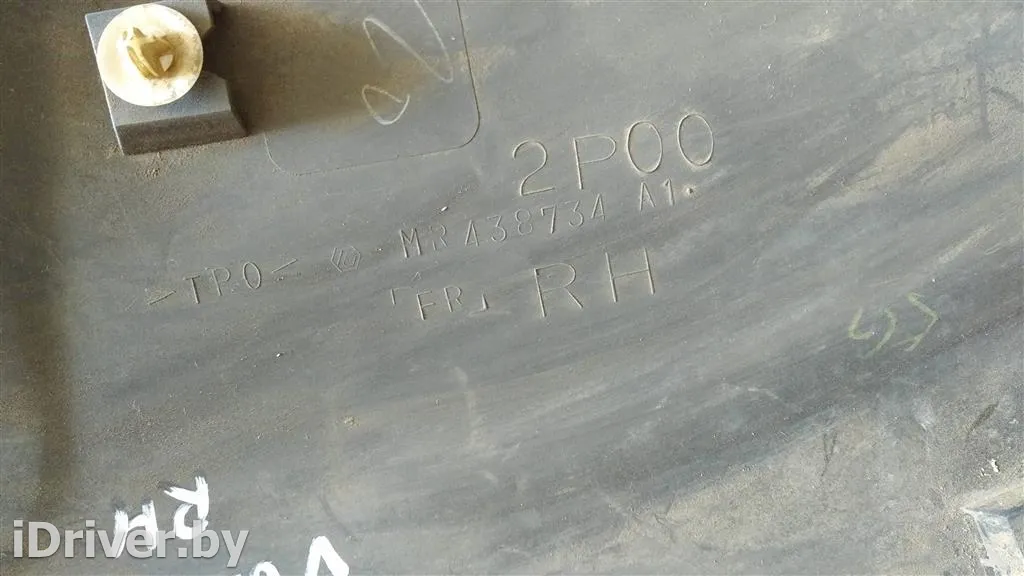 2P00
>TPO< MR438734 A1.
「FR」 RH
iDriver.by